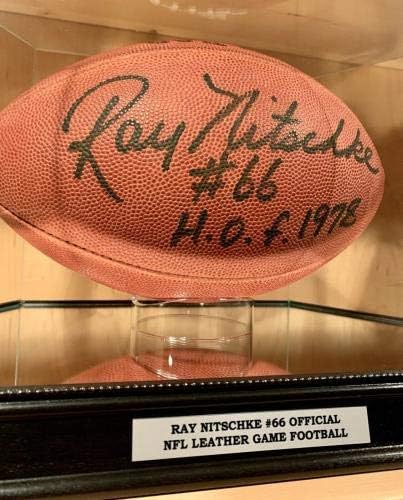 Ray Nitschke
#66
H.O.f. 1978
RAY NITSCHKE #66 OFFICIAL
NFL LEATHER GAME FOOTBALL